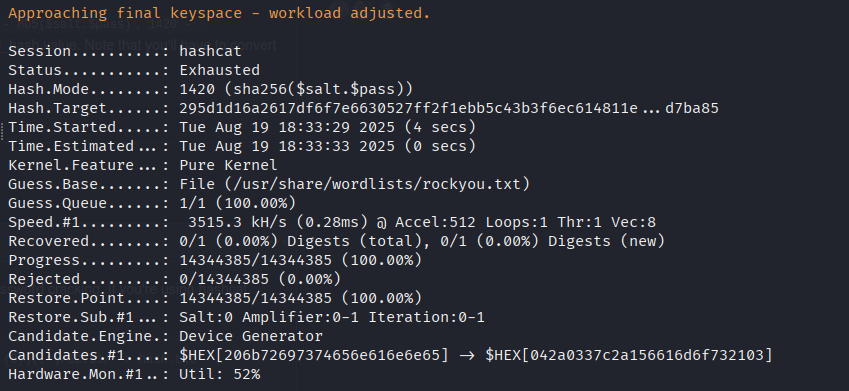 Approaching final keyspace - workload adjusted.
Session..........: hashcat
Status...........: Exhausted
Hash.Mode........: 1420 (sha256($salt.$pass))
Hash.Target......: 295d1d16a2617df6f7e6630527ff2f1ebb5c43b3f6ec614811e...d7ba85
Time.Started.....: Tue Aug 19 18:33:29 2025 (4 secs)
Time.Estimated...: Tue Aug 19 18:33:33 2025 (0 secs)
Kernel.Feature...: Pure Kernel
Guess.Base.......: File (/usr/share/wordlists/rockyou.txt)
Guess.Queue......: 1/1 (100.00%)
Speed.#1.........:  3515.3 kH/s (0.28ms) @ Accel:512 Loops:1 Thr:1 Vec:8
Recovered........: 0/1 (0.00%) Digests (total), 0/1 (0.00%) Digests (new)
Progress.........: 14344385/14344385 (100.00%)
Rejected.........: 0/14344385 (0.00%)
Restore.Point....: 14344385/14344385 (100.00%)
Restore.Sub.#1...: Salt:0 Amplifier:0-1 Iteration:0-1
Candidate.Engine.: Device Generator
Candidates.#1....: $HEX[206b72697374656e616e6e65] -> $HEX[042a0337c2a156616d6f732103]
Hardware.Mon.#1..: Util: 52%